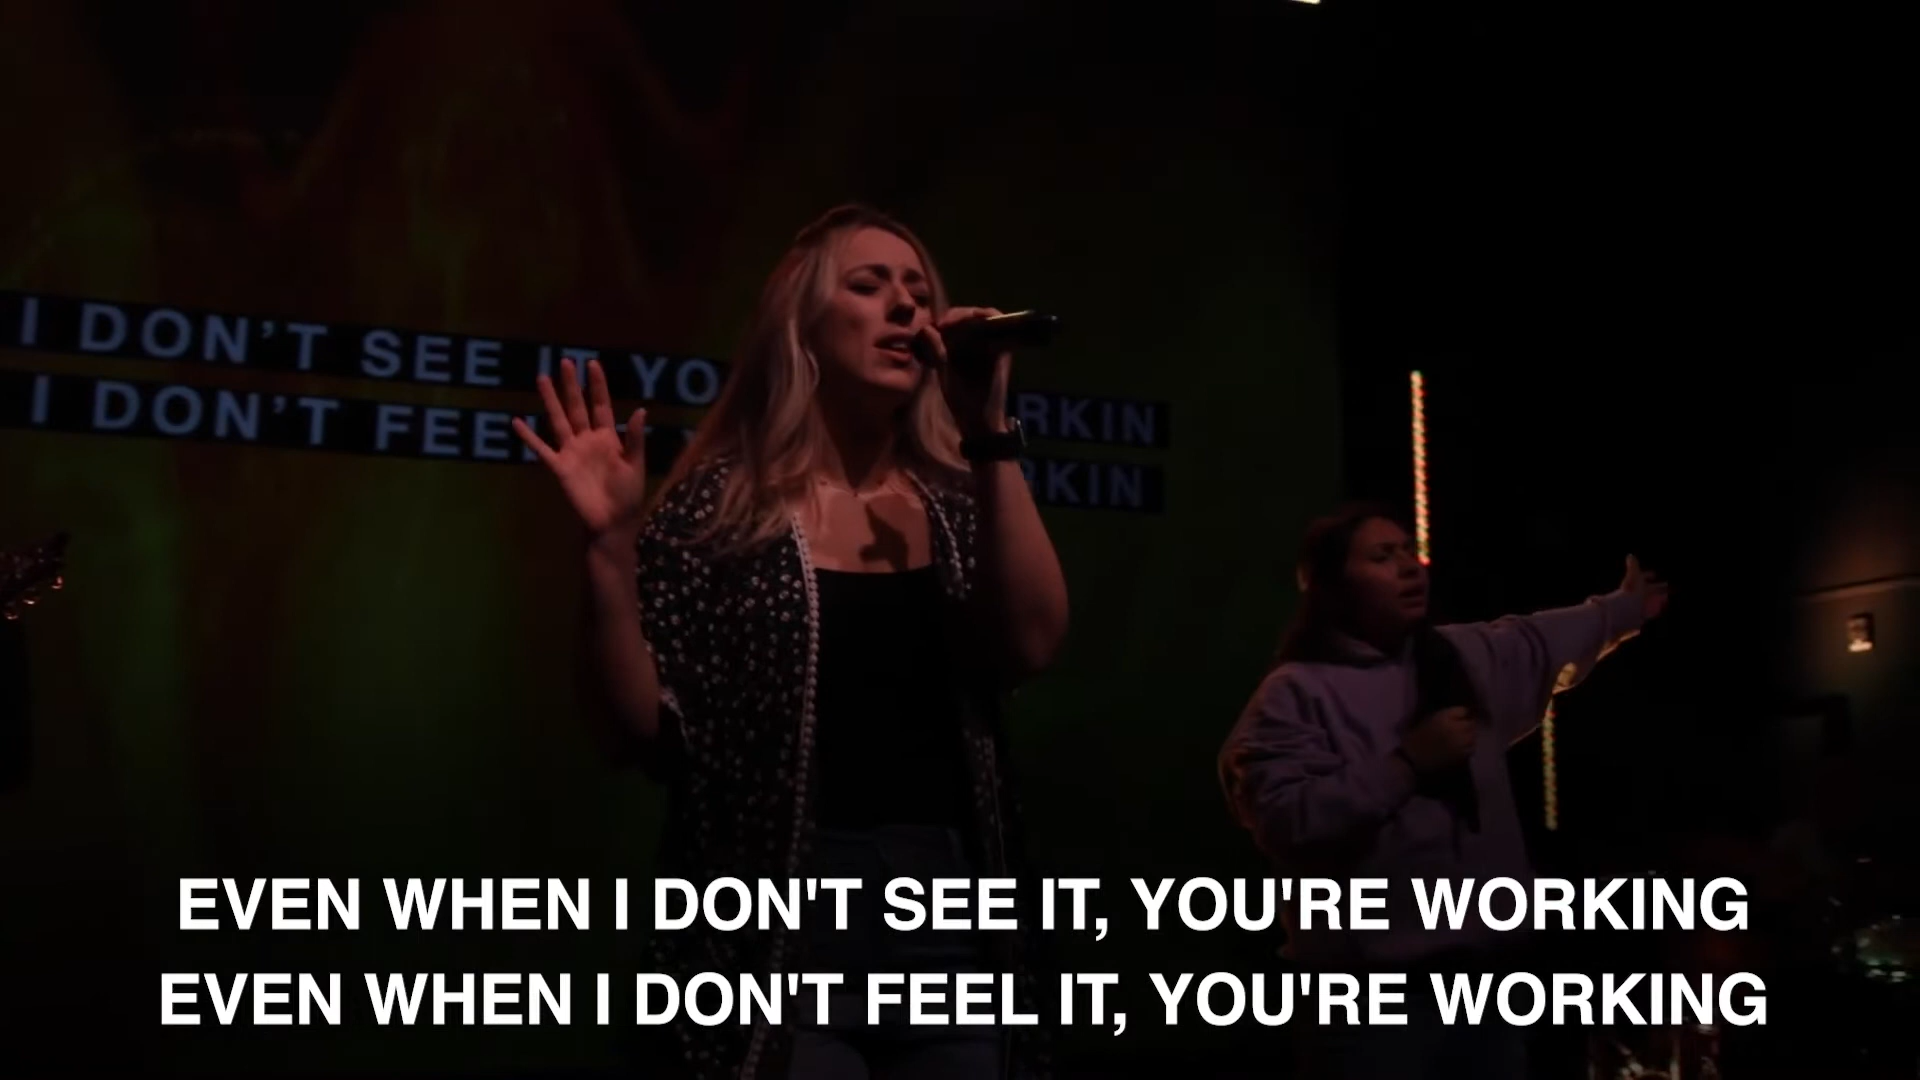 I DON'T SEE IT YO RKIN
I DON'T FEEL RKIN
EVEN WHEN I DON'T SEE IT, YOU'RE WORKING
EVEN WHEN I DON'T FEEL IT, YOU'RE WORKING